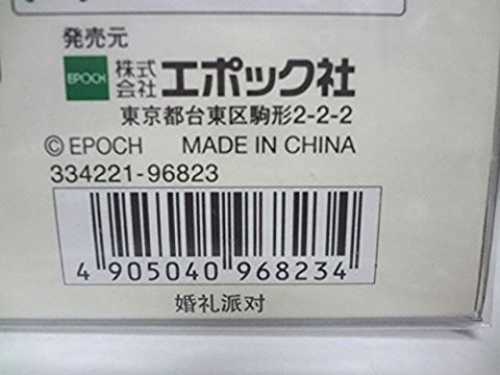 発売元
EPOCH 株式会社 エポック社
東京都台東区駒形2-2-2
© EPOCH MADE IN CHINA
334221-96823
4 905040 968234
婚礼派对